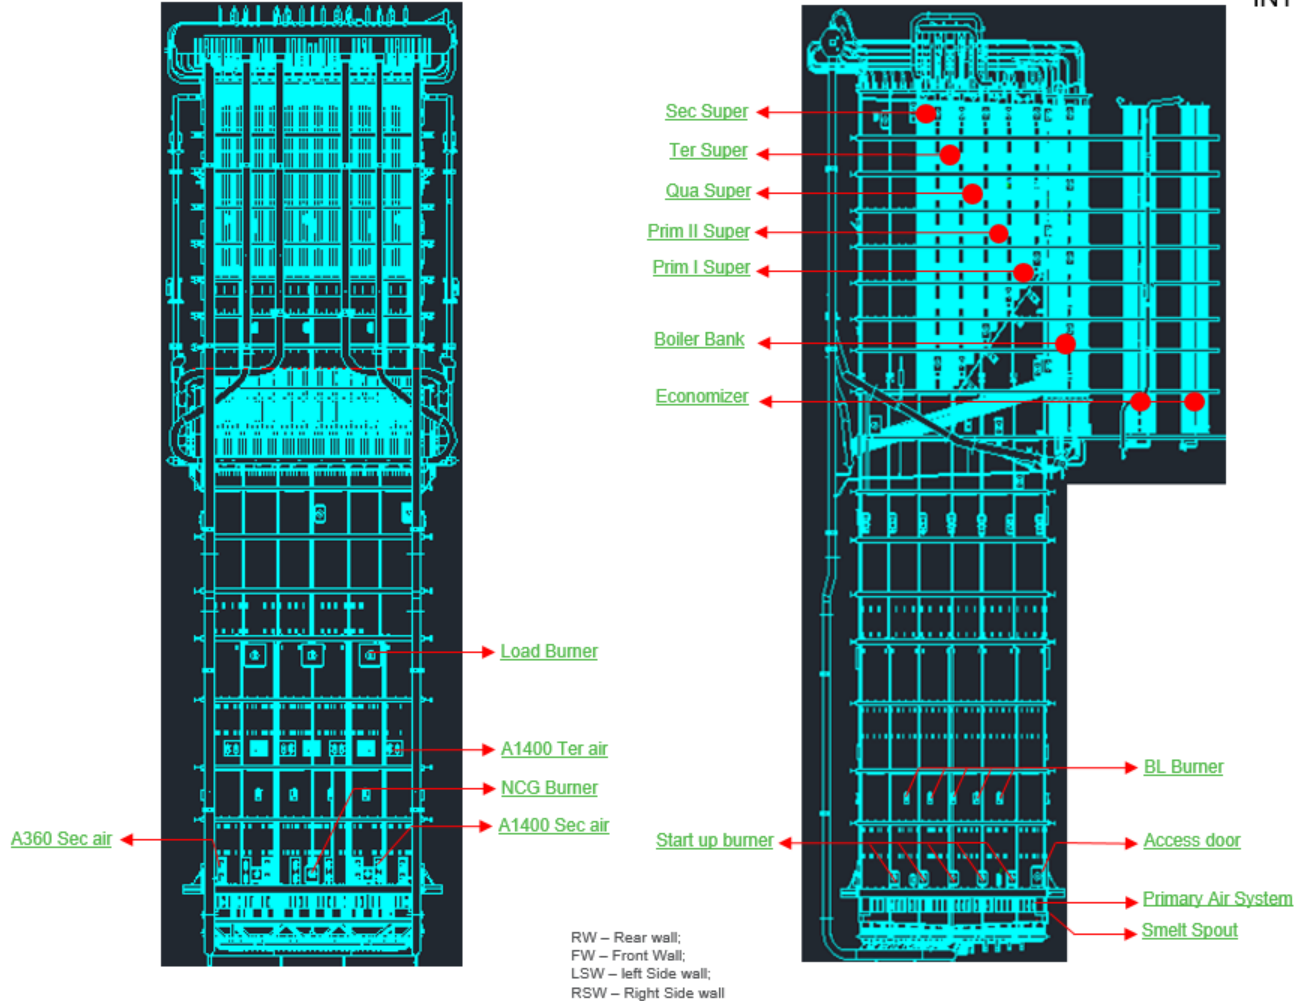 Sec Super
Ter Super
Qua Super
Prim II Super
Prim I Super
Boiler Bank
Economizer
Load Burner
A1400 Ter air
NCG Burner
A1400 Sec air
A360 Sec air
BL Burner
Start up burner
Access door
Primary Air System
Smelt Spout
RW – Rear wall;
FW – Front Wall;
LSW – left Side wall;
RSW – Right Side wall